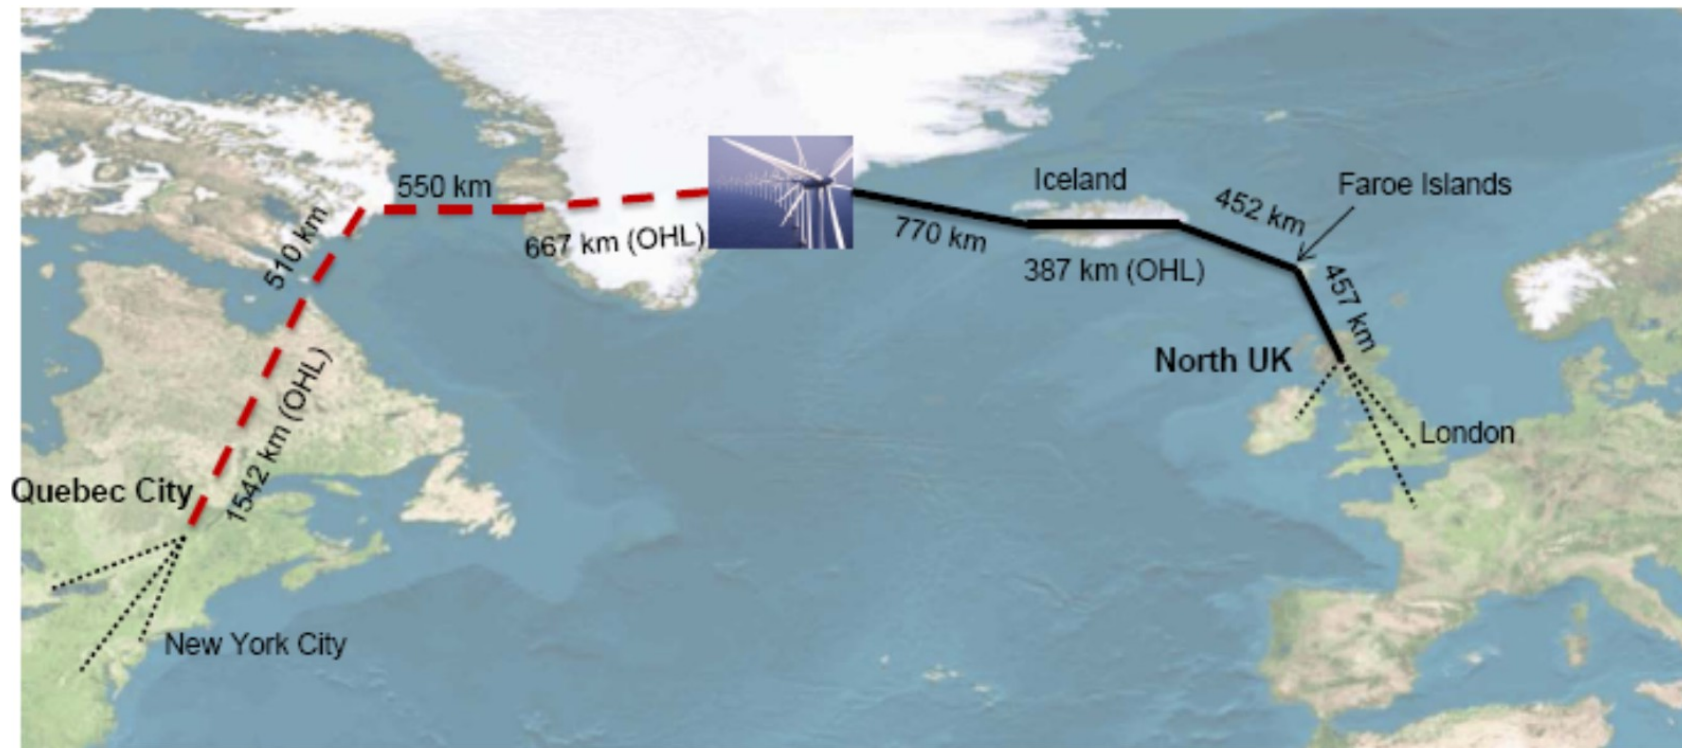 550 km
Iceland
Faroe Islands
452 km
510 km
667 km (OHL)
770 km
387 km (OHL)
457 km
North UK
1542 km (OHL)
London
Quebec City
New York City